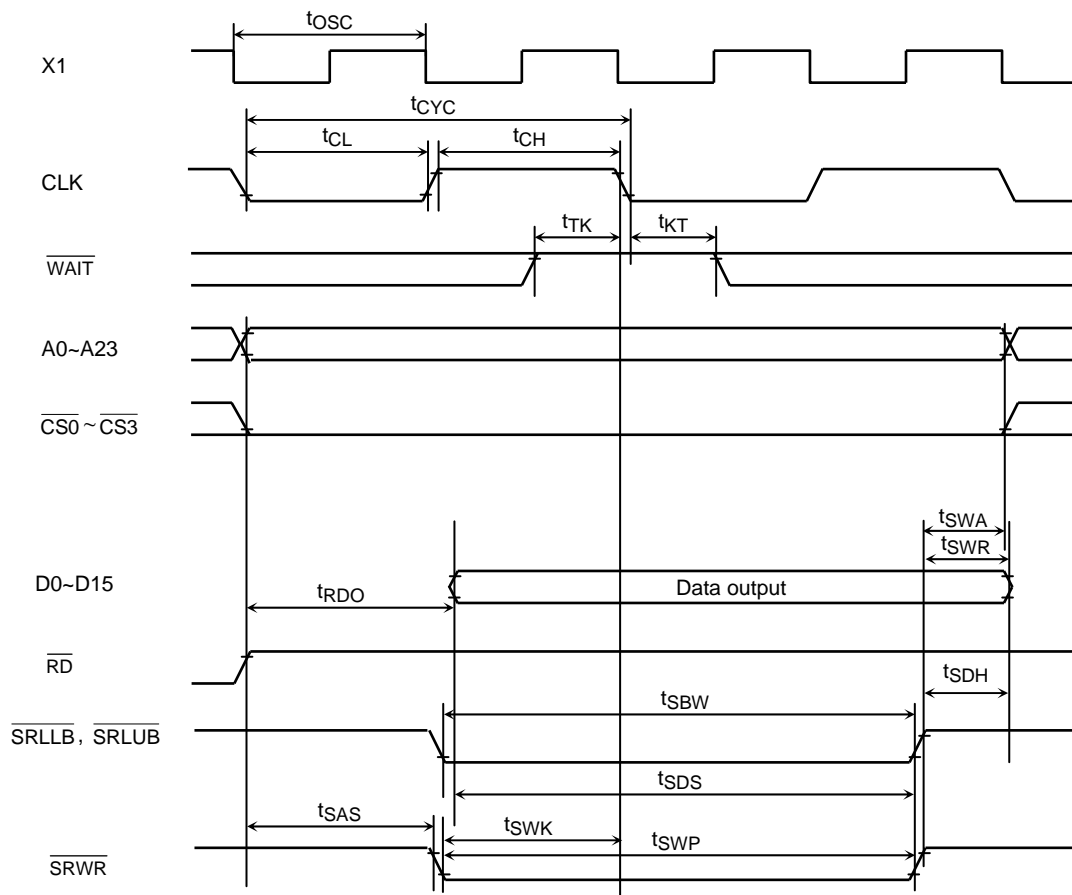 tOSC
X1
tCYC
tCL tCH
CLK
tTK tKT
WAIT
A0~A23
CS0 ~ CS3
tSWA
tSWR
D0~D15 Data output
tRDO
RD
tSDH
tSBW
SRLLB, SRLUB
tSDS
tSAS tSWK tSWP
SRWR